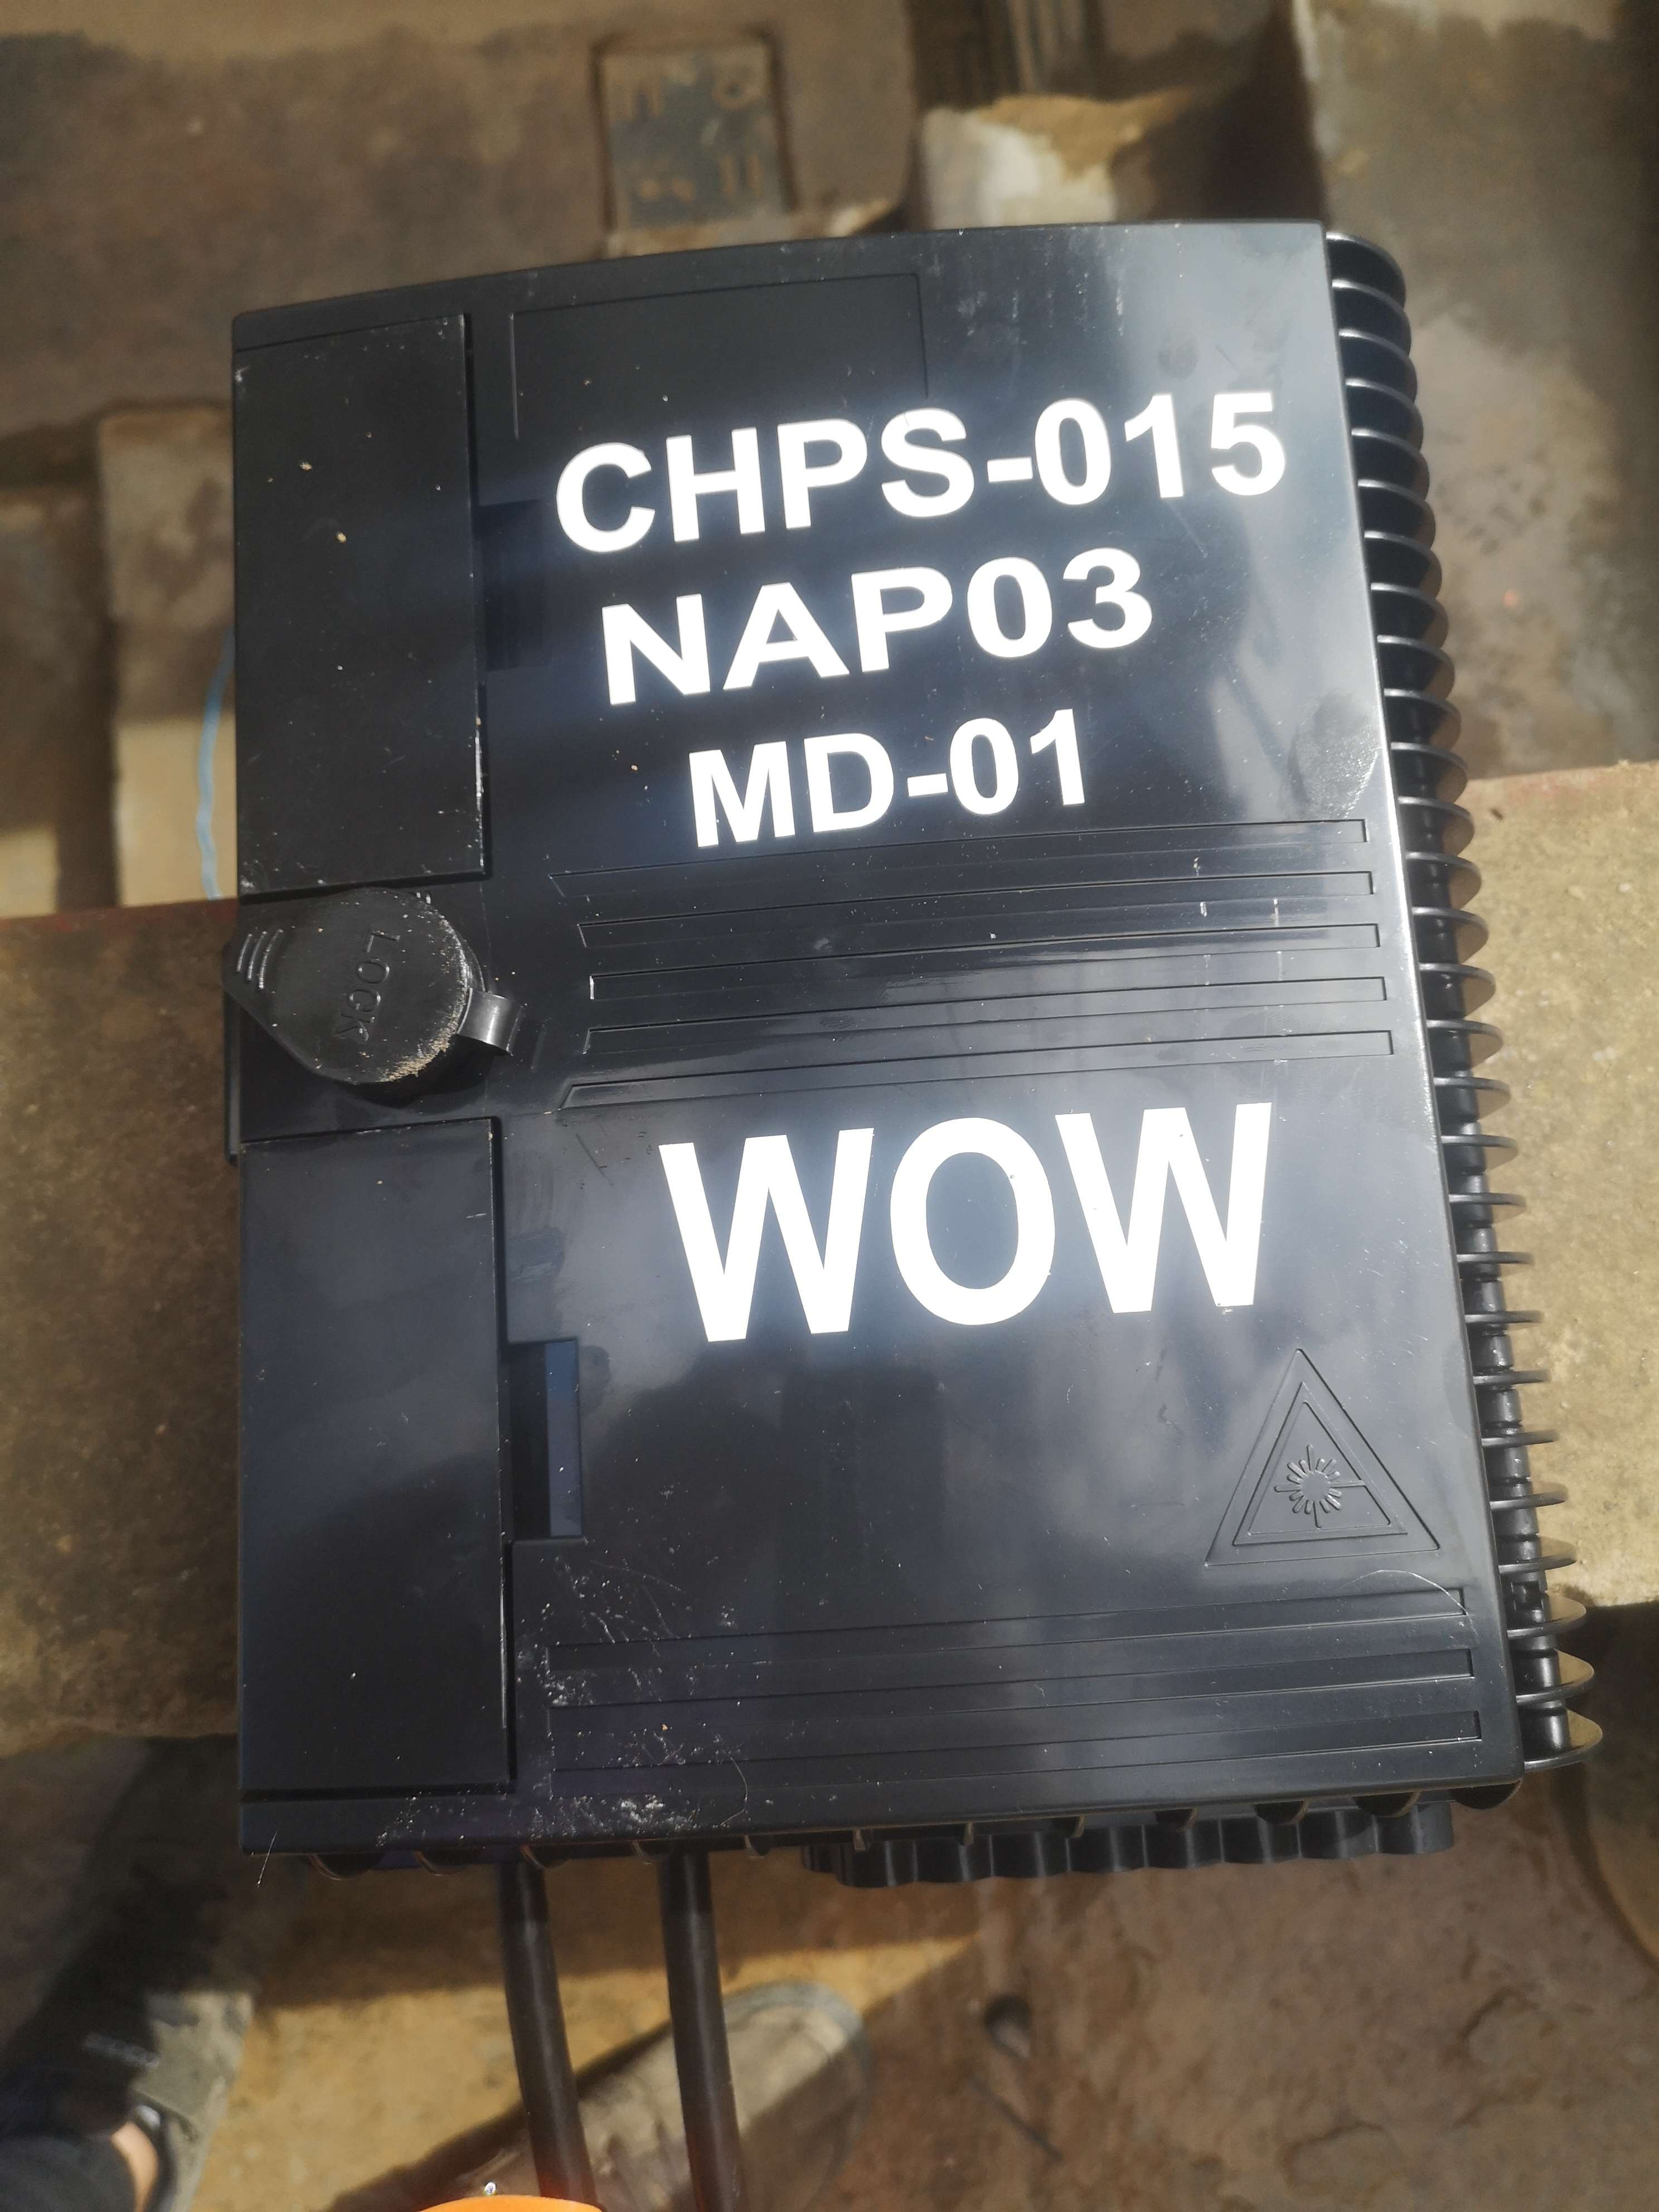 CHPS-015
NAP03
MD-01
LOCK
WOW